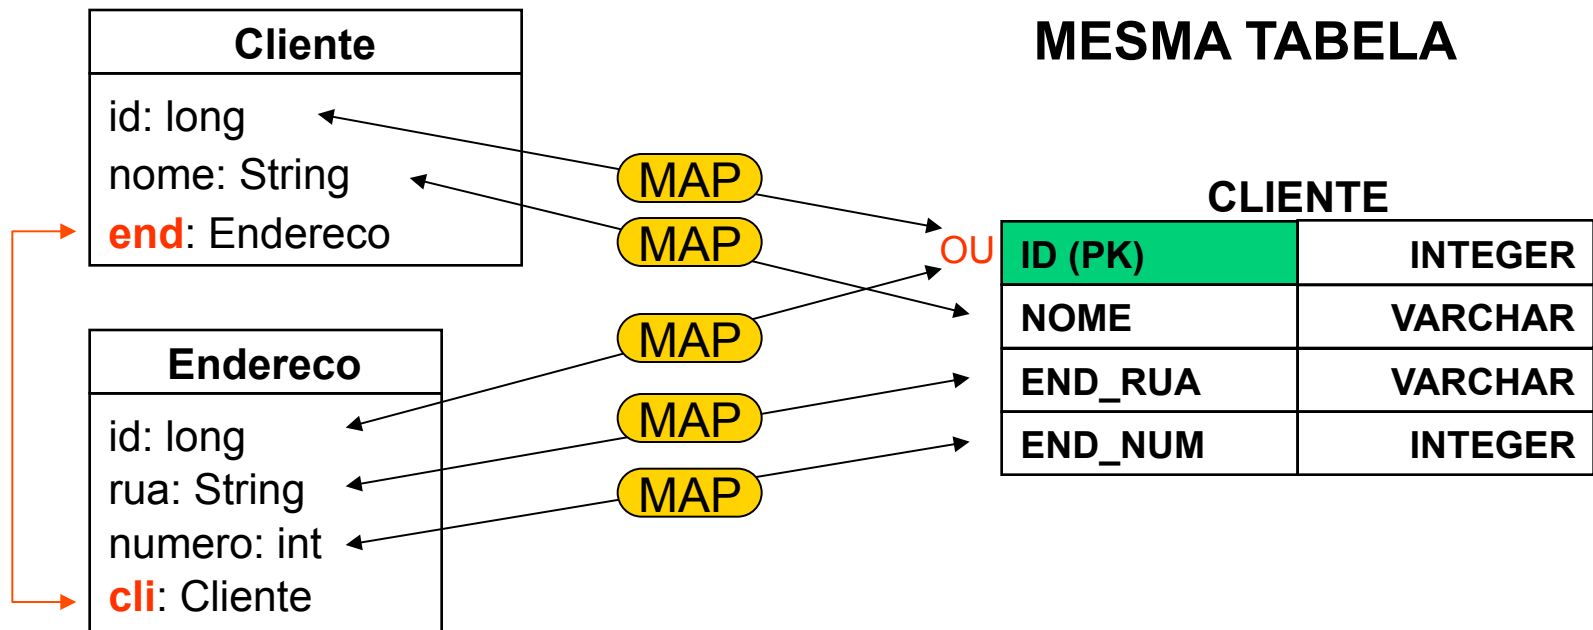 MESMA TABELA
Cliente
id: long
nome: String
end: Endereco
MAP
MAP
MAP
MAP
MAP
Endereco
id: long
rua: String
numero: int
cli: Cliente
CLIENTE
OU
ID (PK) INTEGER
NOME VARCHAR
END_RUA VARCHAR
END_NUM INTEGER